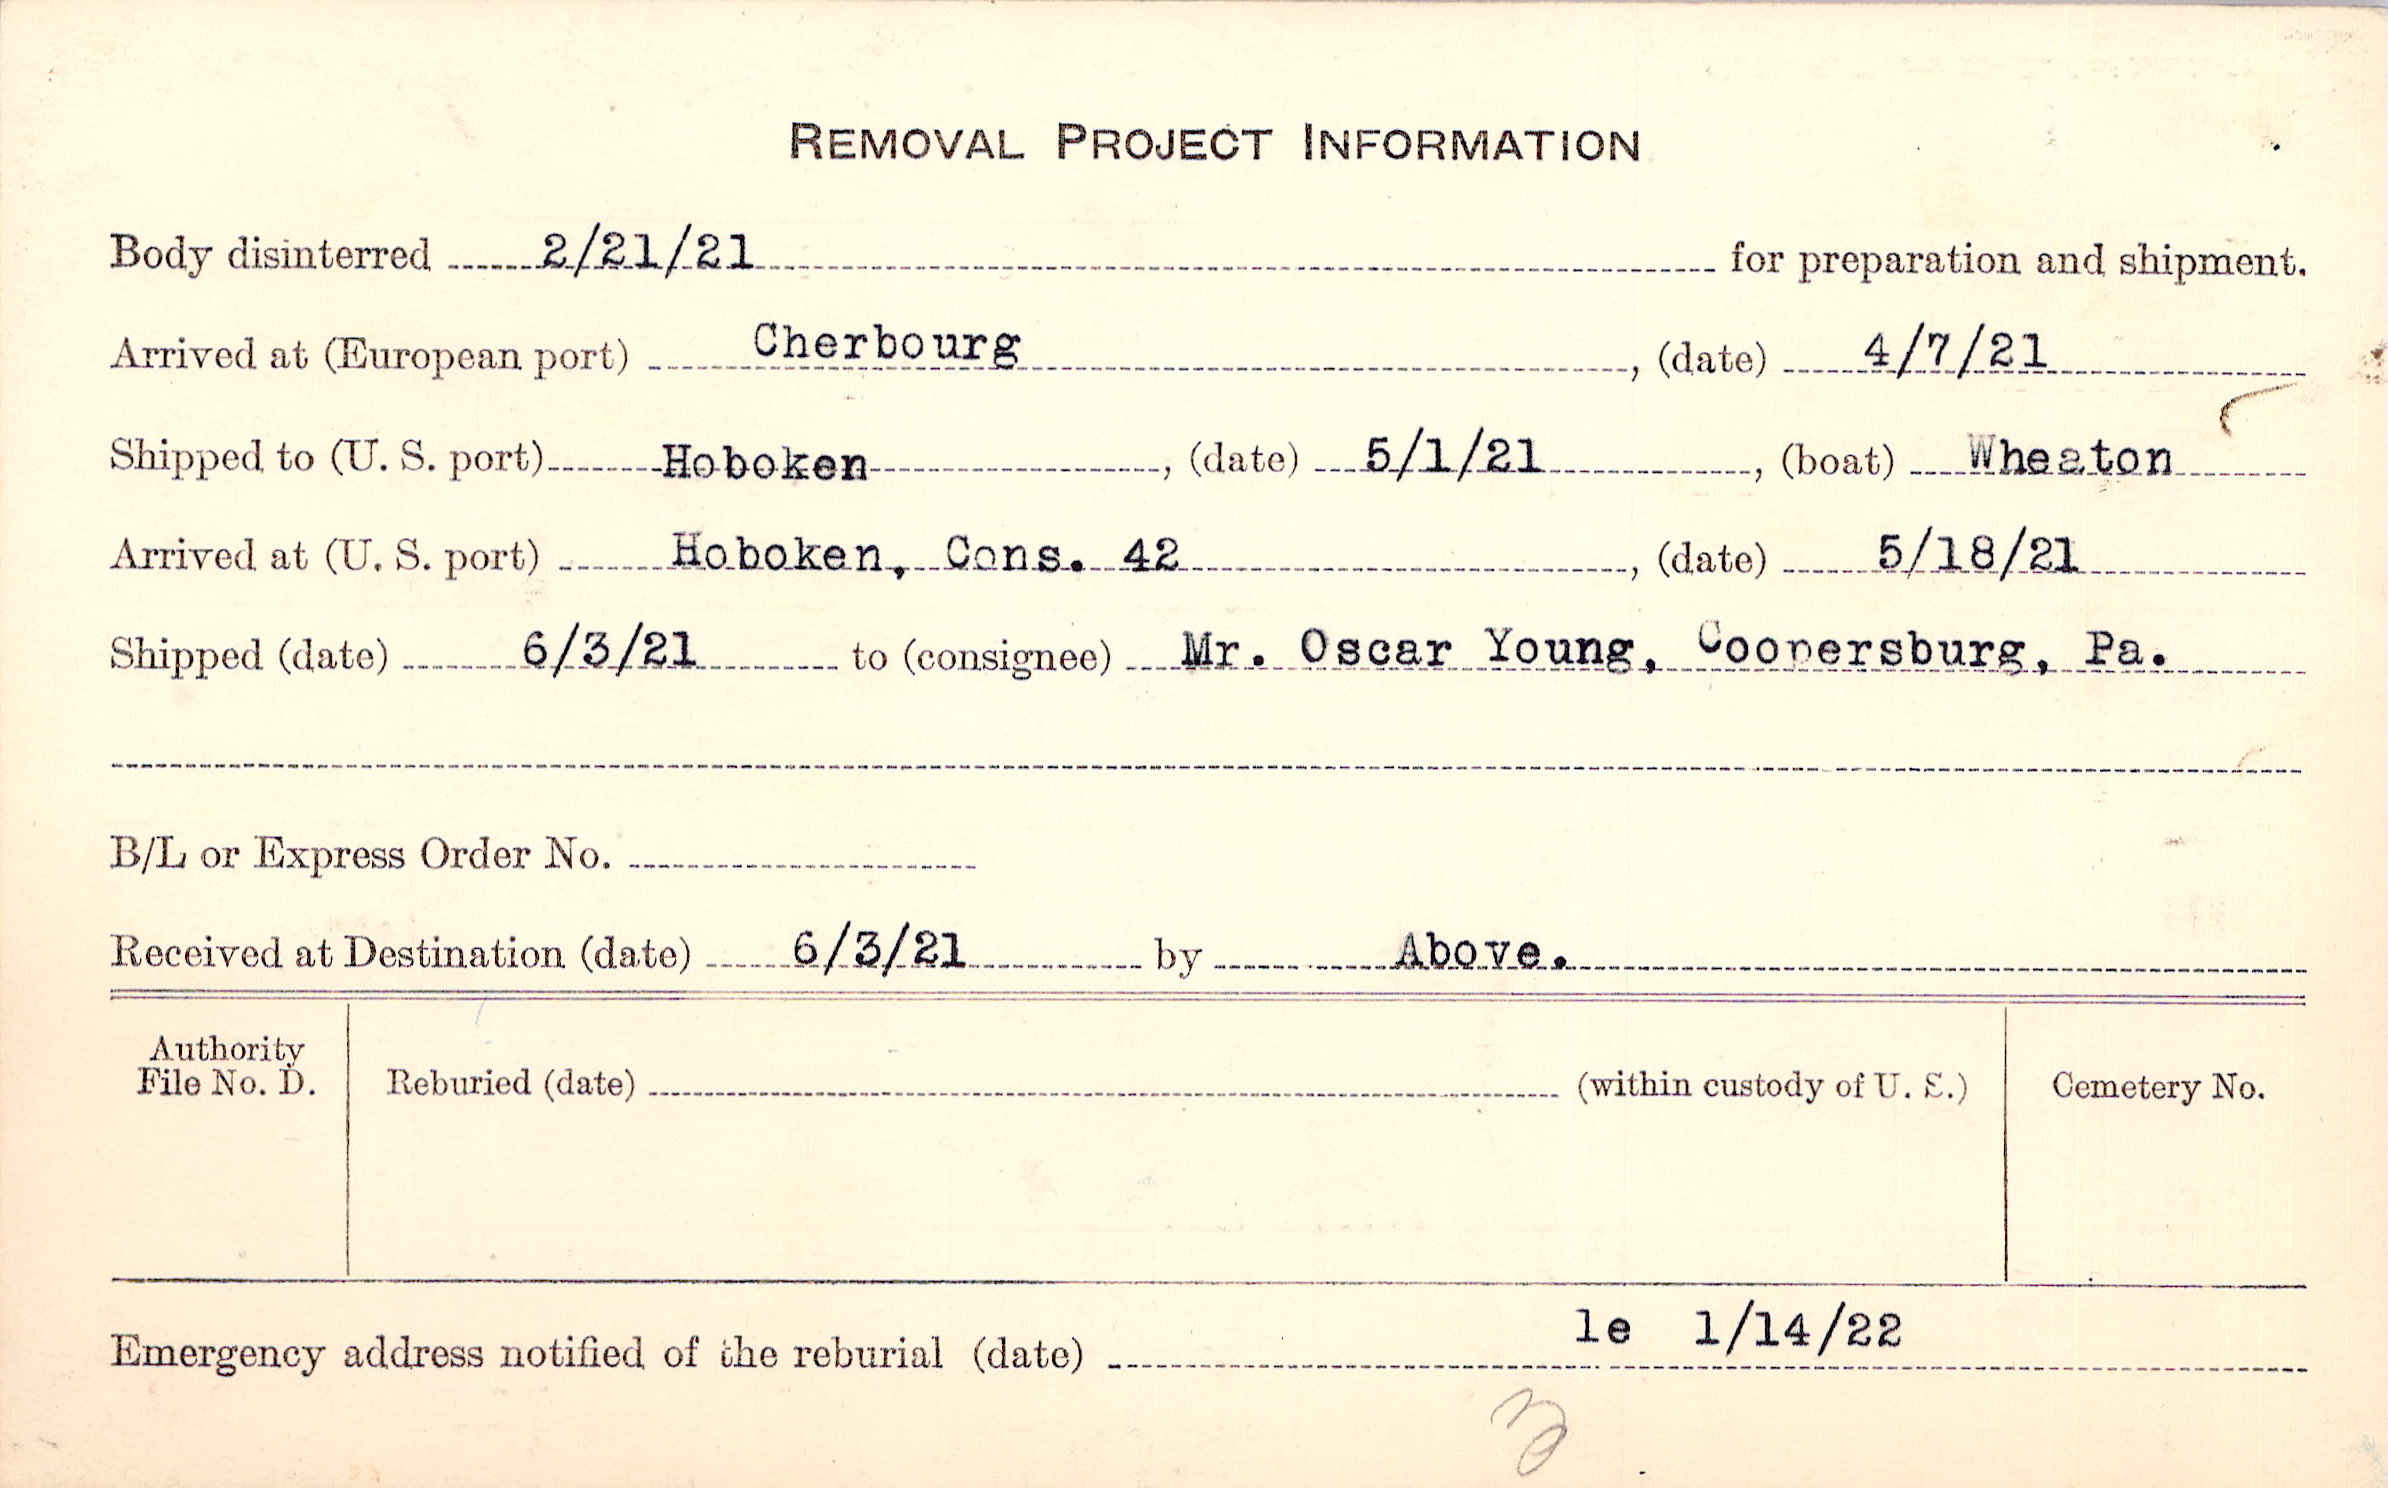 REMOVAL PROJECT INFORMATION
Body disinterred 2/21/21 for preparation and shipment.
Arrived at (European port) Cherbourg, (date) 4/7/21
Shipped to (U. S. port) Hoboken, (date) 5/1/21, (boat) Wheaton
Arrived at (U. S. port) Hoboken, Cons. 42, (date) 5/18/21
Shipped (date) 6/3/21 to (consignee) Mr. Oscar Young, Coopersburg, Pa.
B/L or Express Order No.
Received at Destination (date) 6/3/21 by Above.
Authority
File No. D. Reburied (date) (within custody of U. S.) Cemetery No.
le 1/14/22
Emergency address notified of the reburial (date)